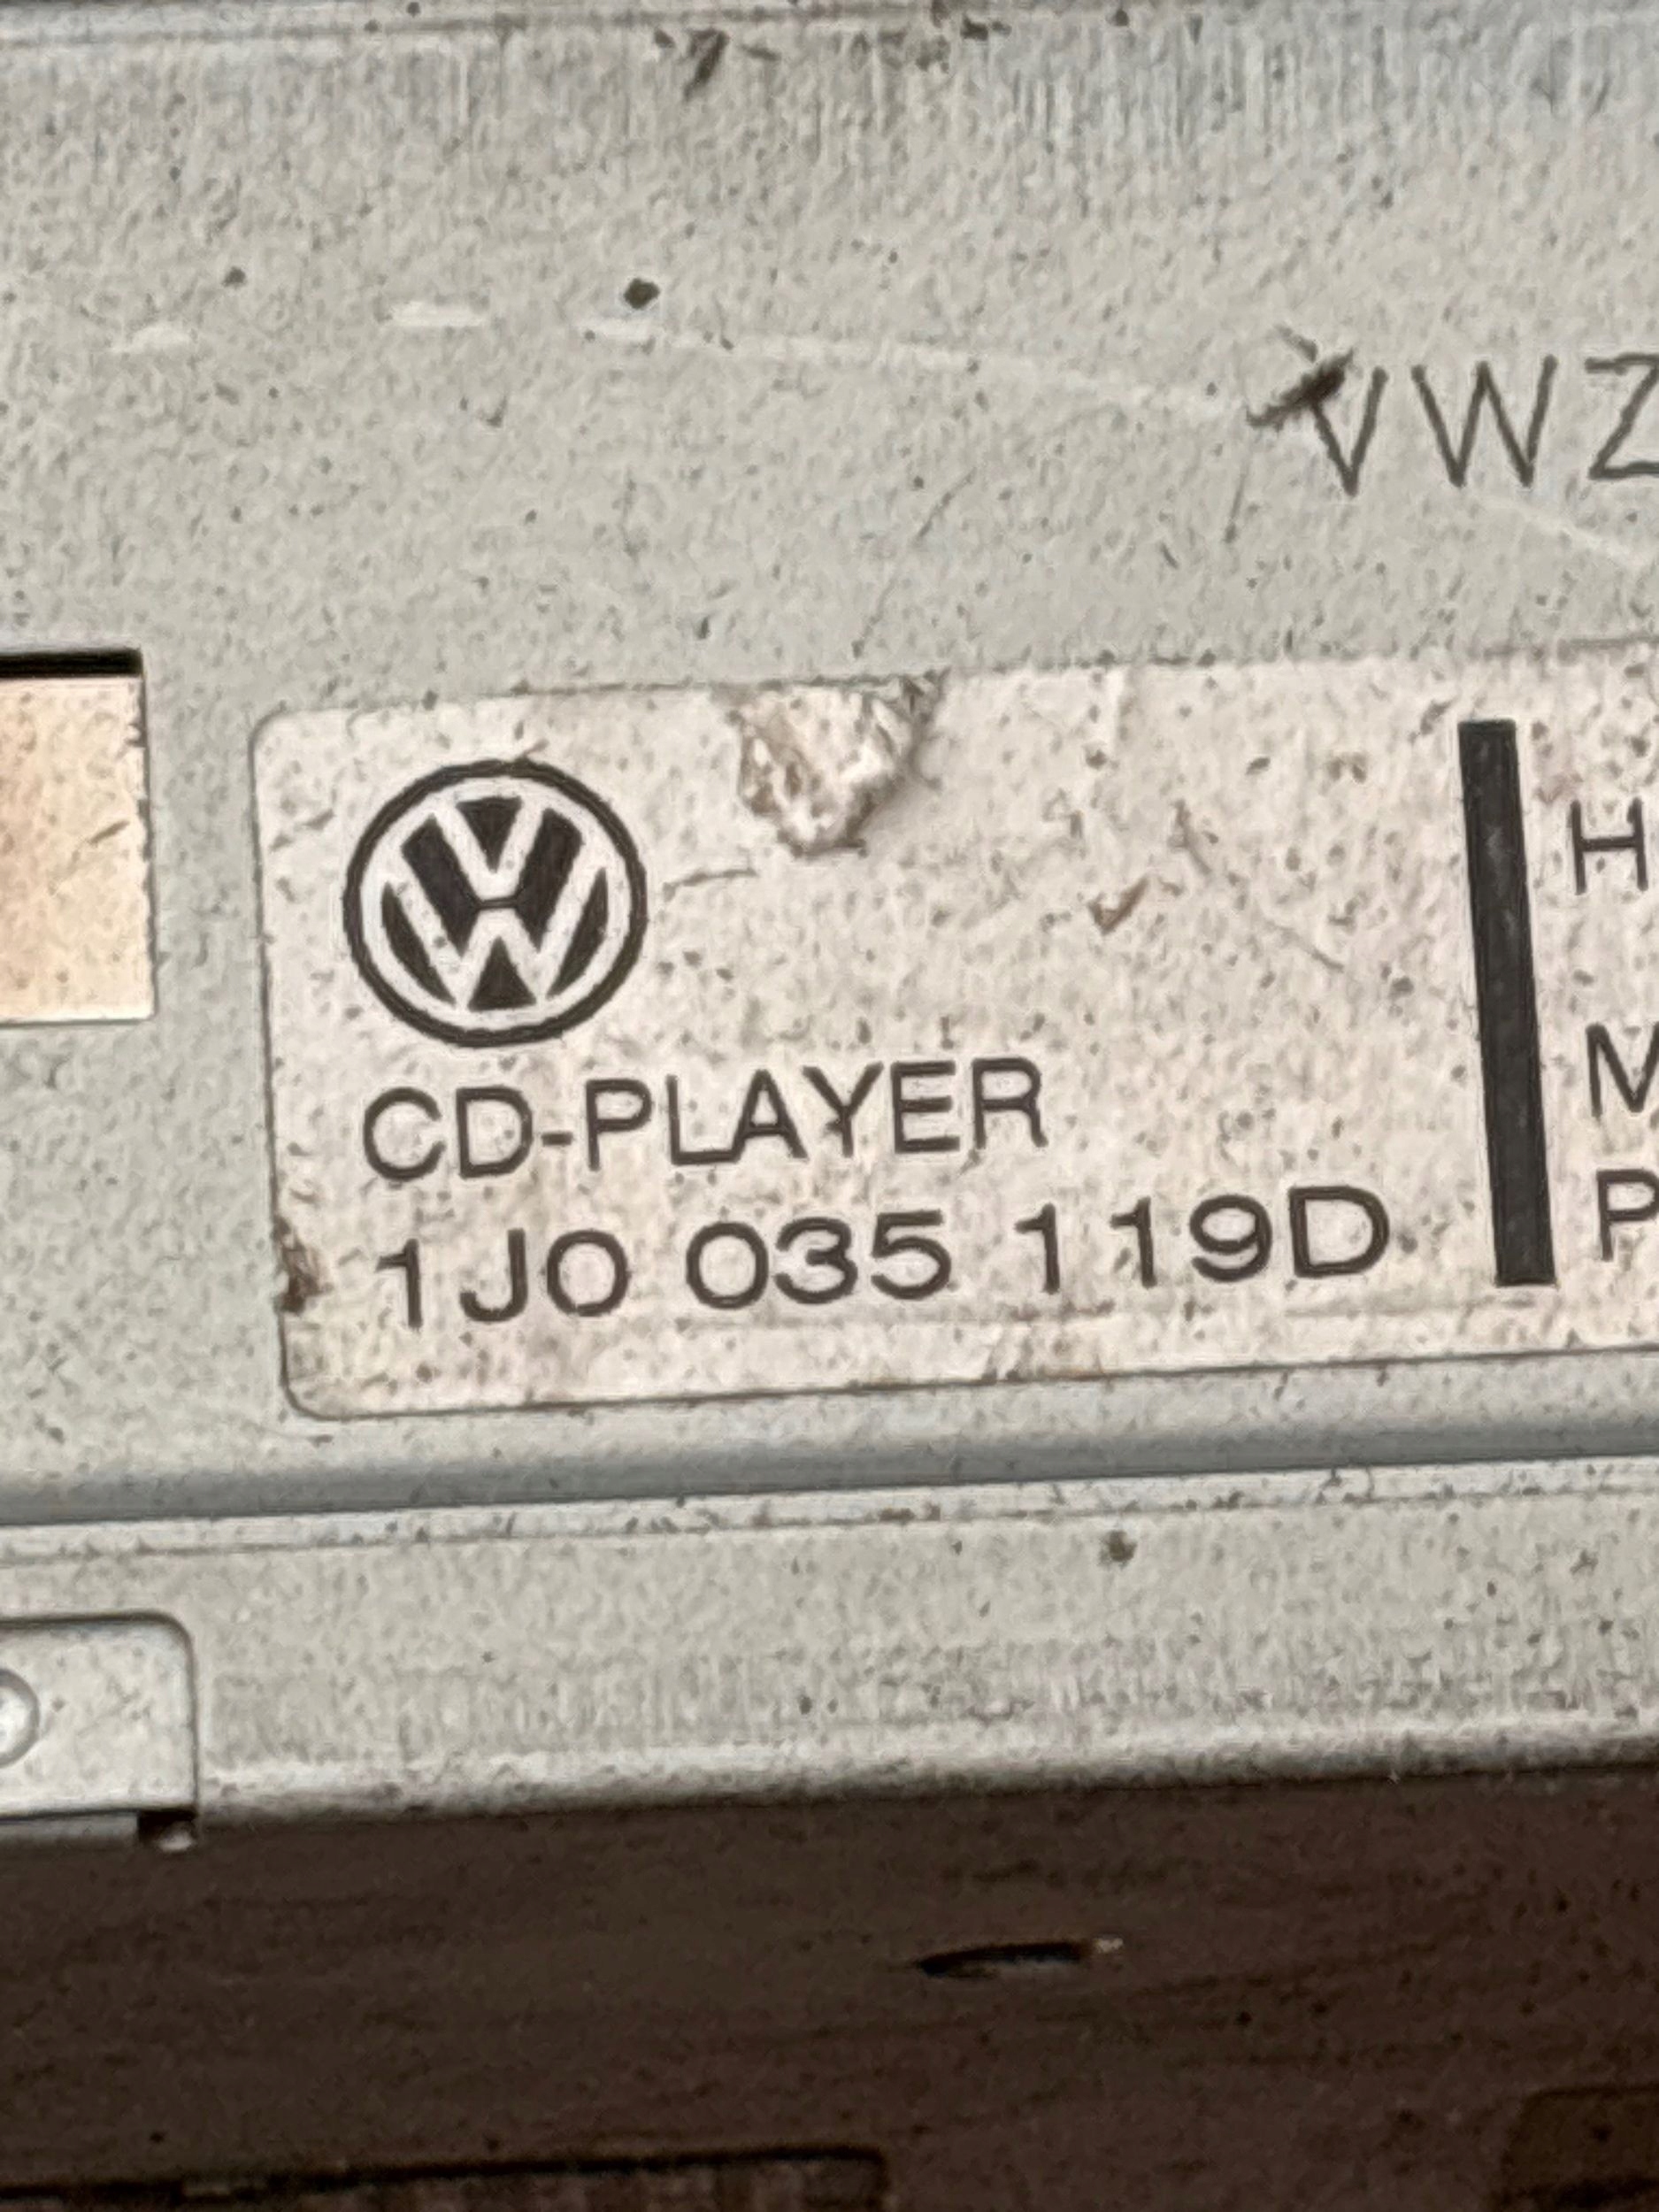 VWZ
CD-PLAYER
1J0 035 119D
H
M
P